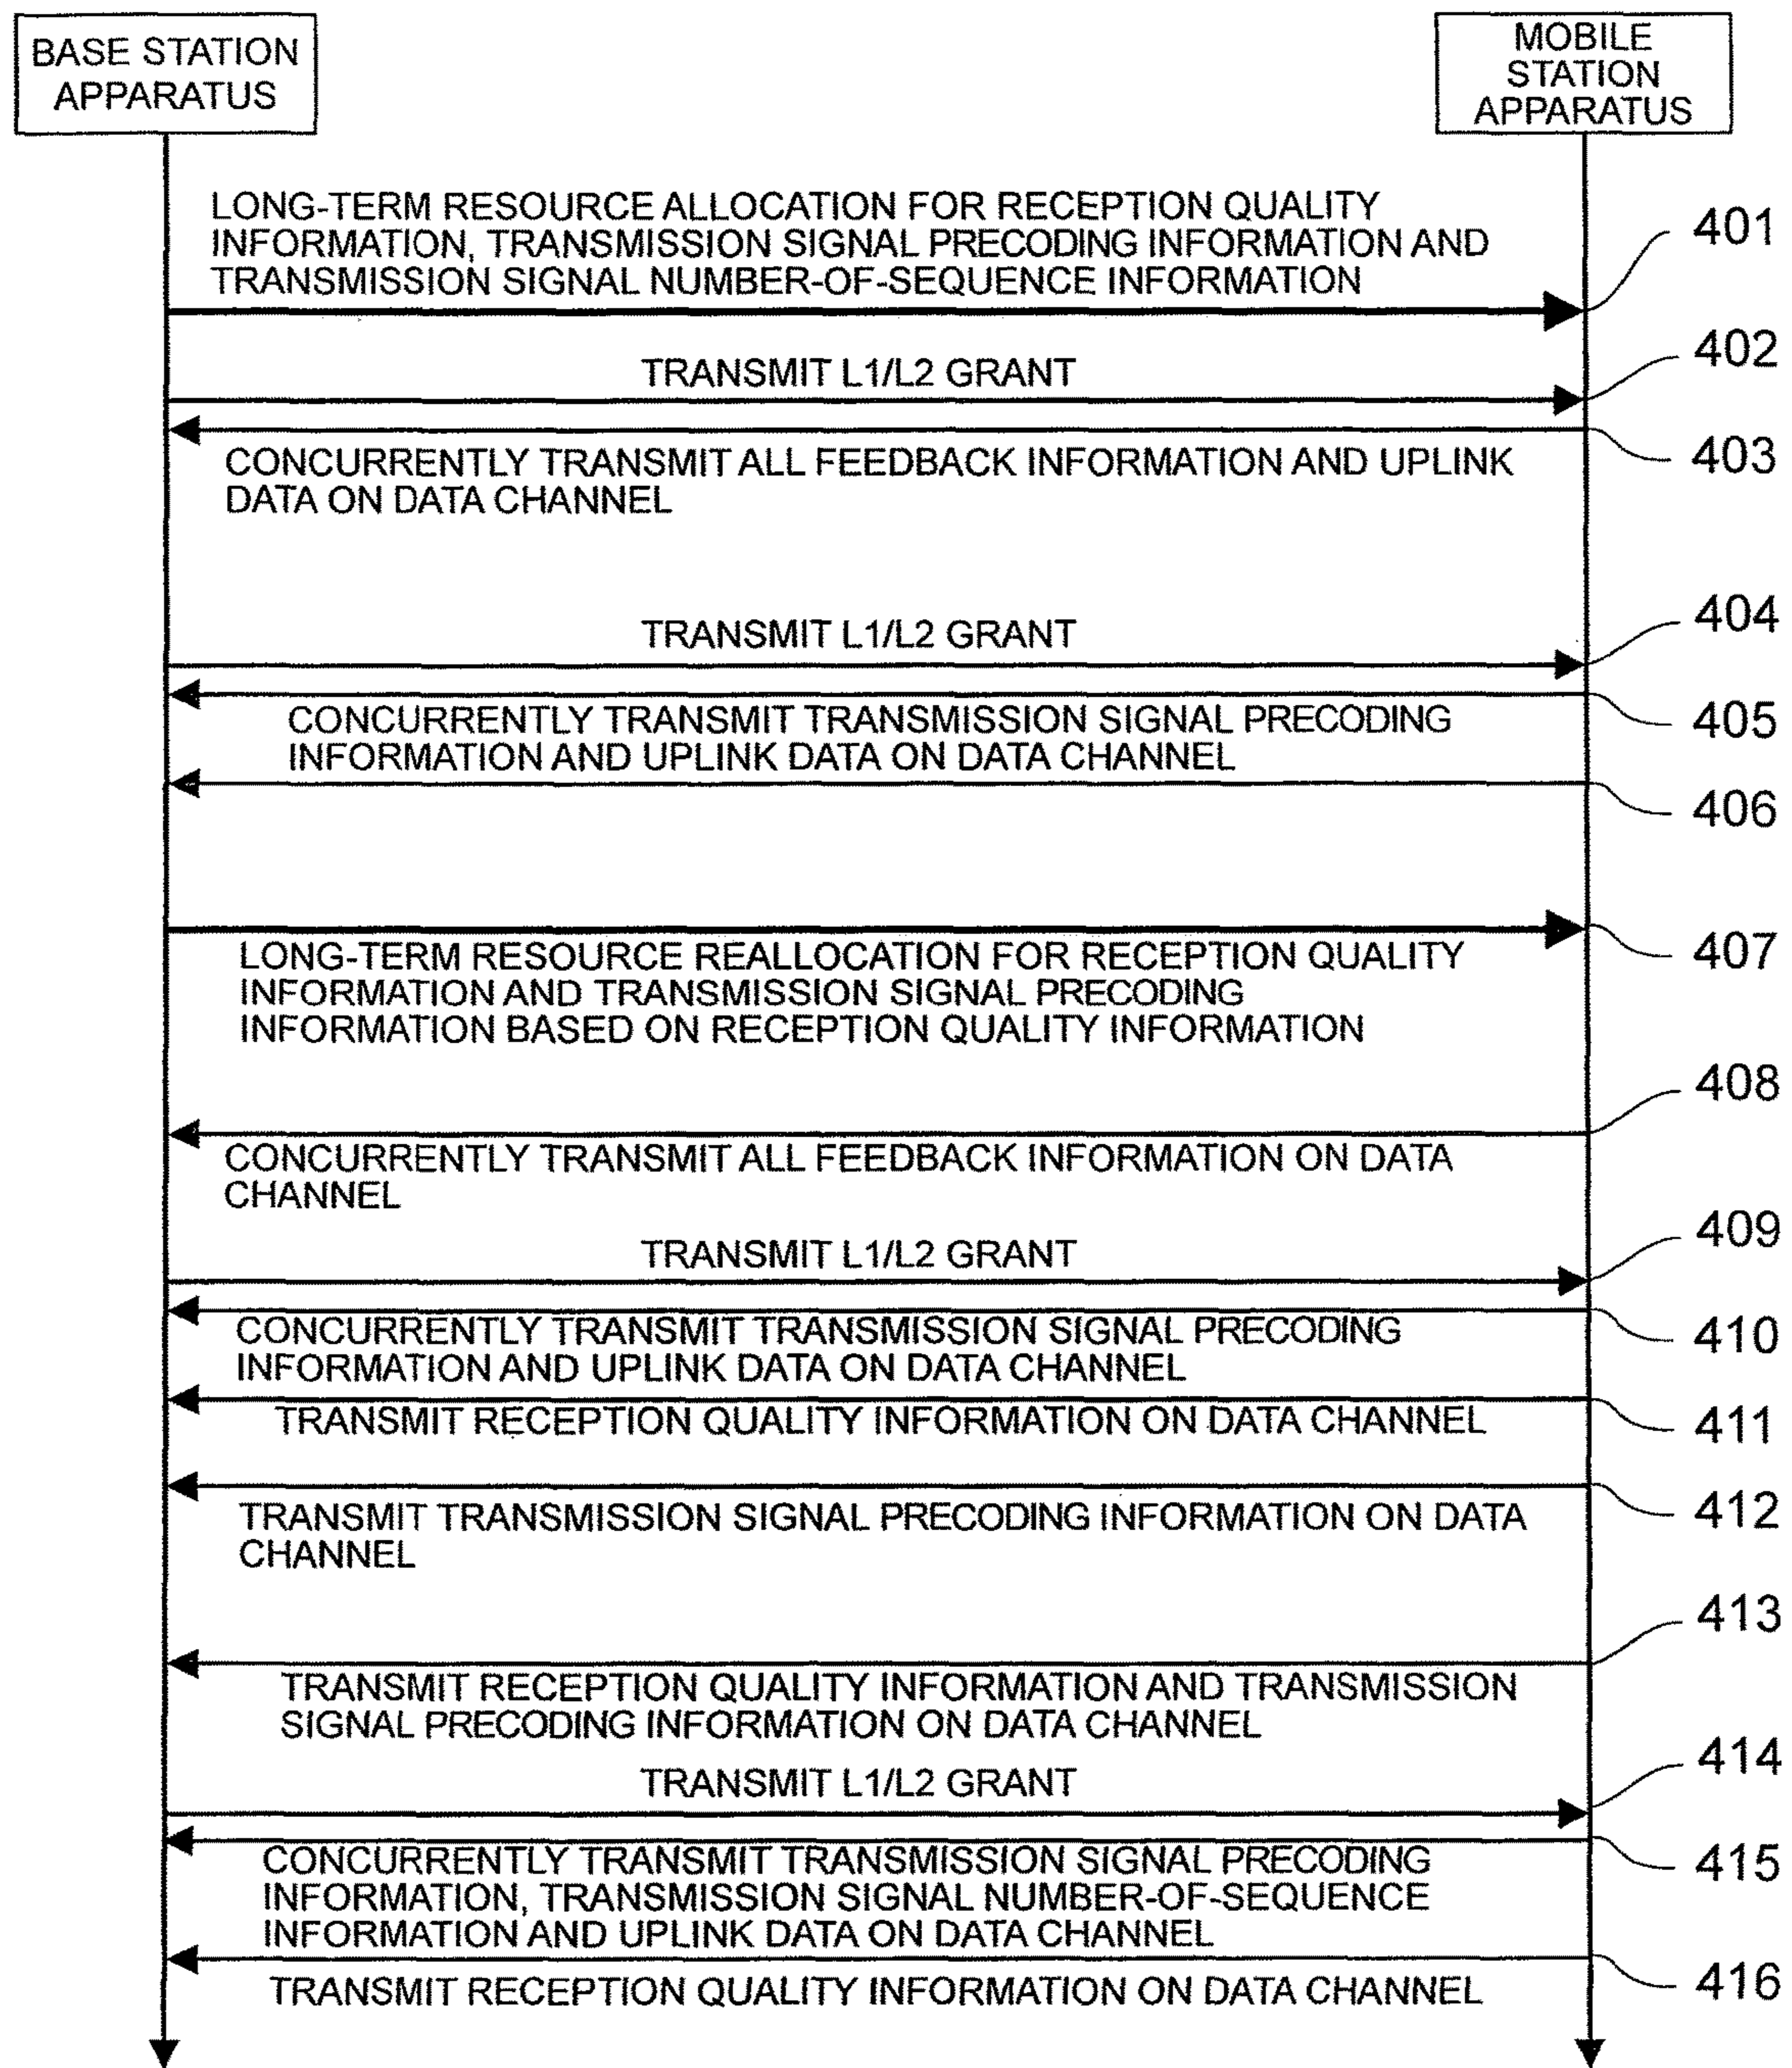 BASE STATION
APPARATUS
MOBILE
STATION
APPARATUS
LONG-TERM RESOURCE ALLOCATION FOR RECEPTION QUALITY
INFORMATION, TRANSMISSION SIGNAL PRECODING INFORMATION AND
TRANSMISSION SIGNAL NUMBER-OF-SEQUENCE INFORMATION
401
TRANSMIT L1/L2 GRANT
402
403
CONCURRENTLY TRANSMIT ALL FEEDBACK INFORMATION AND UPLINK
DATA ON DATA CHANNEL
TRANSMIT L1/L2 GRANT
404
405
CONCURRENTLY TRANSMIT TRANSMISSION SIGNAL PRECODING
INFORMATION AND UPLINK DATA ON DATA CHANNEL
406
407
LONG-TERM RESOURCE REALLOCATION FOR RECEPTION QUALITY
INFORMATION AND TRANSMISSION SIGNAL PRECODING
INFORMATION BASED ON RECEPTION QUALITY INFORMATION
408
CONCURRENTLY TRANSMIT ALL FEEDBACK INFORMATION ON DATA
CHANNEL
TRANSMIT L1/L2 GRANT
409
410
CONCURRENTLY TRANSMIT TRANSMISSION SIGNAL PRECODING
INFORMATION AND UPLINK DATA ON DATA CHANNEL
411
TRANSMIT RECEPTION QUALITY INFORMATION ON DATA CHANNEL
412
TRANSMIT TRANSMISSION SIGNAL PRECODING INFORMATION ON DATA
CHANNEL
413
TRANSMIT RECEPTION QUALITY INFORMATION AND TRANSMISSION
SIGNAL PRECODING INFORMATION ON DATA CHANNEL
TRANSMIT L1/L2 GRANT
414
415
CONCURRENTLY TRANSMIT TRANSMISSION SIGNAL PRECODING
INFORMATION, TRANSMISSION SIGNAL NUMBER-OF-SEQUENCE
INFORMATION AND UPLINK DATA ON DATA CHANNEL
416
TRANSMIT RECEPTION QUALITY INFORMATION ON DATA CHANNEL